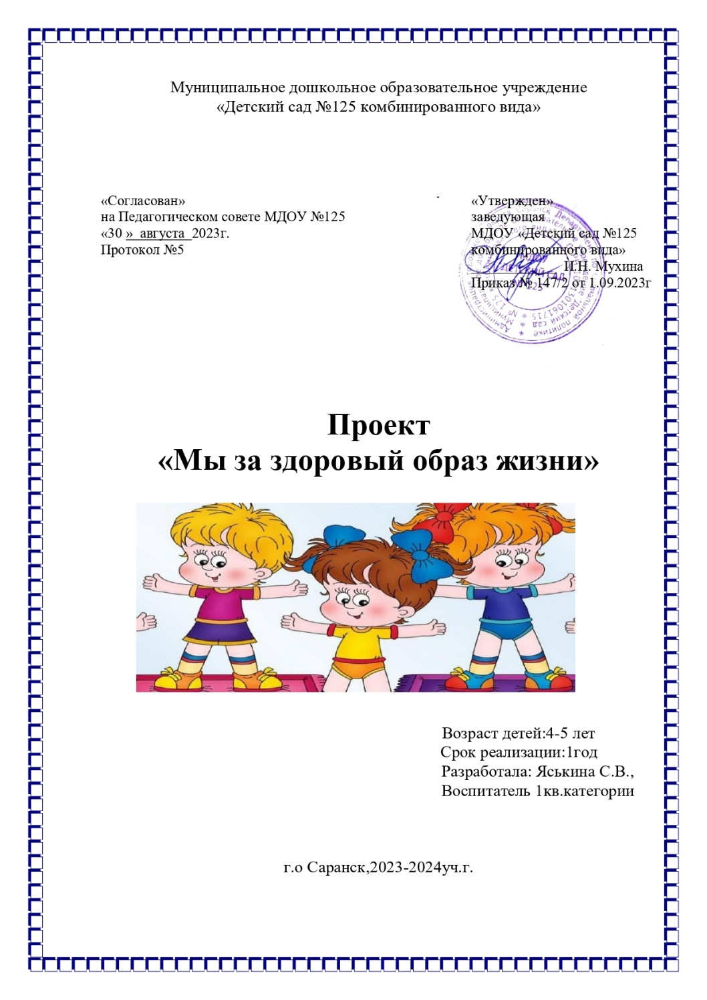 Муниципальное дошкольное образовательное учреждение
«Детский сад №125 комбинированного вида»
«Согласован»
на Педагогическом совете МДОУ №125
«30 » августа 2023г.
Протокол №5
«Утвержден»
заведующая
МДОУ «Детский сад №125
комбинированного вида»
И.Н. Мухина
Приказ № 147/2 от 1.09.2023г
Проект
«Мы за здоровый образ жизни»
Возраст детей:4-5 лет
Срок реализации:1год
Разработала: Яськина С.В.,
Воспитатель 1кв.категории
г.о Саранск,2023-2024уч.г.